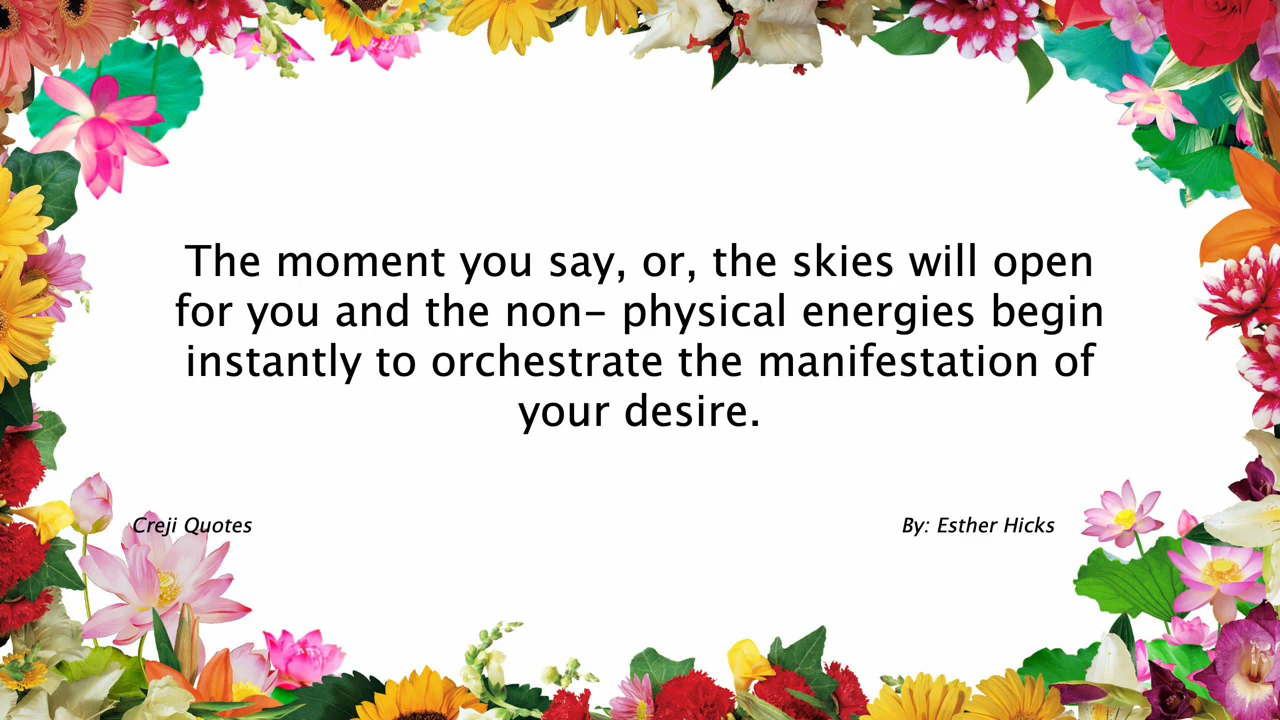 The moment you say, or, the skies will open
for you and the non– physical energies begin
instantly to orchestrate the manifestation of
your desire.
Creji Quotes
By: Esther Hicks